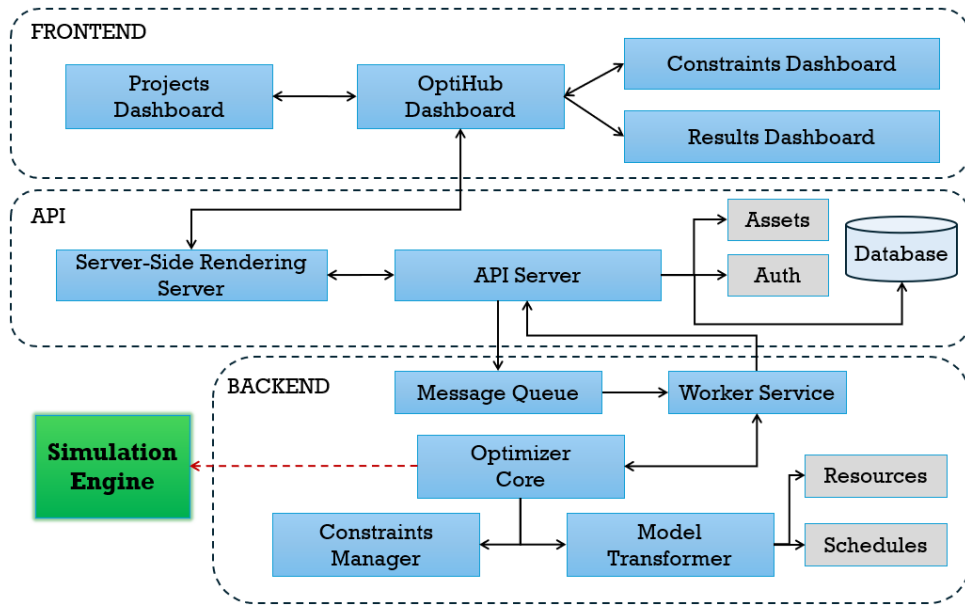 FRONTEND
Projects
Dashboard
OptiHub
Dashboard
Constraints Dashboard
Results Dashboard
API
Server-Side Rendering
Server
API Server
Assets
Auth
Database
BACKEND
Message Queue
Worker Service
Simulation
Engine
Optimizer
Core
Constraints
Manager
Model
Transformer
Resources
Schedules